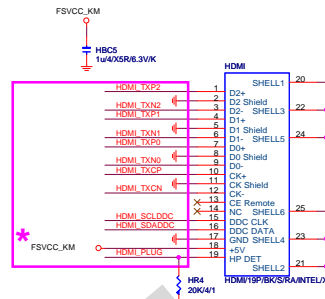 FSVCC_KM
HBC5
1u/4/X5R/6.3V/K
HDMI
SHELL1 20
HDMI_TXP2 1 D2+
2 D2 Shield
HDMI_TXN2 3 D2- SHELL3 22
HDMI_TXP1 4 D1+
5 D1 Shield
HDMI_TXN1 6 D1- SHELL5 24
HDMI_TXP0 7 D0+
8 D0 Shield
HDMI_TXN0 9 D0-
HDMI_TXCP 10 CK+
11 CK Shield
HDMI_TXCN 12 CK-
13 CE Remote
14 NC SHELL6 25
HDMI_SCLDDC 15 DDC CLK
HDMI_SDADDC 16 DDC DATA
17 GND SHELL4 23
* FSVCC_KM 18 +5V
HDMI_PLUG 19 HP DET
SHELL2 21
HR4 HDMI/19P/BK/S/RA/INTEL/X
20K/4/1